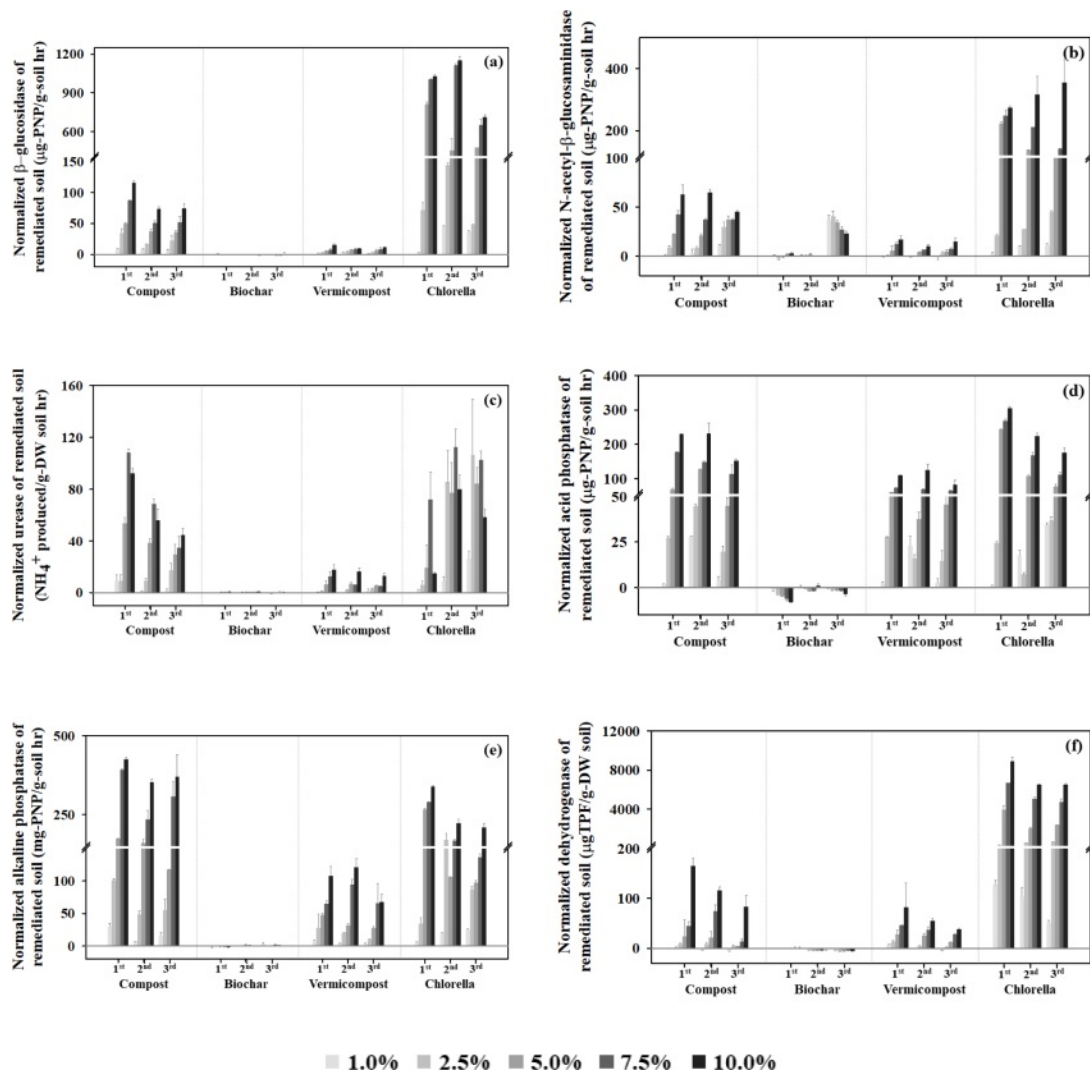 Normalized β–glucosidase of
remediated soil (μg-PNP/g-soil hr)
1200
900
600
150
100
50
0
(a)
1st 2nd 3rd 1st 2nd 3rd 1st 2nd 3rd 1st 2nd 3rd
Compost Biochar Vermicompost Chlorella
Normalized N-acetyl-β-glucosaminidase
of remediated soil (μg-PNP/g-soil hr)
400
200
100
50
0
(b)
1st 2nd 3rd 1st 2nd 3rd 1st 2nd 3rd 1st 2nd 3rd
Compost Biochar Vermicompost Chlorella
Normalized urease of remediated soil
(NH4+ produced/g-DW soil hr)
160
120
80
40
0
(c)
1st 2nd 3rd 1st 2nd 3rd 1st 2nd 3rd 1st 2nd 3rd
Compost Biochar Vermicompost Chlorella
Normalized acid phosphatase of
remediated soil (μg-PNP/g-soil hr)
400
300
200
100
50
25
0
(d)
1st 2nd 3rd 1st 2nd 3rd 1st 2nd 3rd 1st 2nd 3rd
Compost Biochar Vermicompost Chlorella
Normalized alkaline phosphatase of
remediated soil (mg-PNP/g-soil hr)
500
250
100
50
0
(e)
1st 2nd 3rd 1st 2nd 3rd 1st 2nd 3rd 1st 2nd 3rd
Compost Biochar Vermicompost Chlorella
Normalized dehydrogenase of
remediated soil (μgTPF/g-DW soil)
12000
8000
4000
200
100
0
(f)
1st 2nd 3rd 1st 2nd 3rd 1st 2nd 3rd 1st 2nd 3rd
Compost Biochar Vermicompost Chlorella
1.0% 2.5% 5.0% 7.5% 10.0%